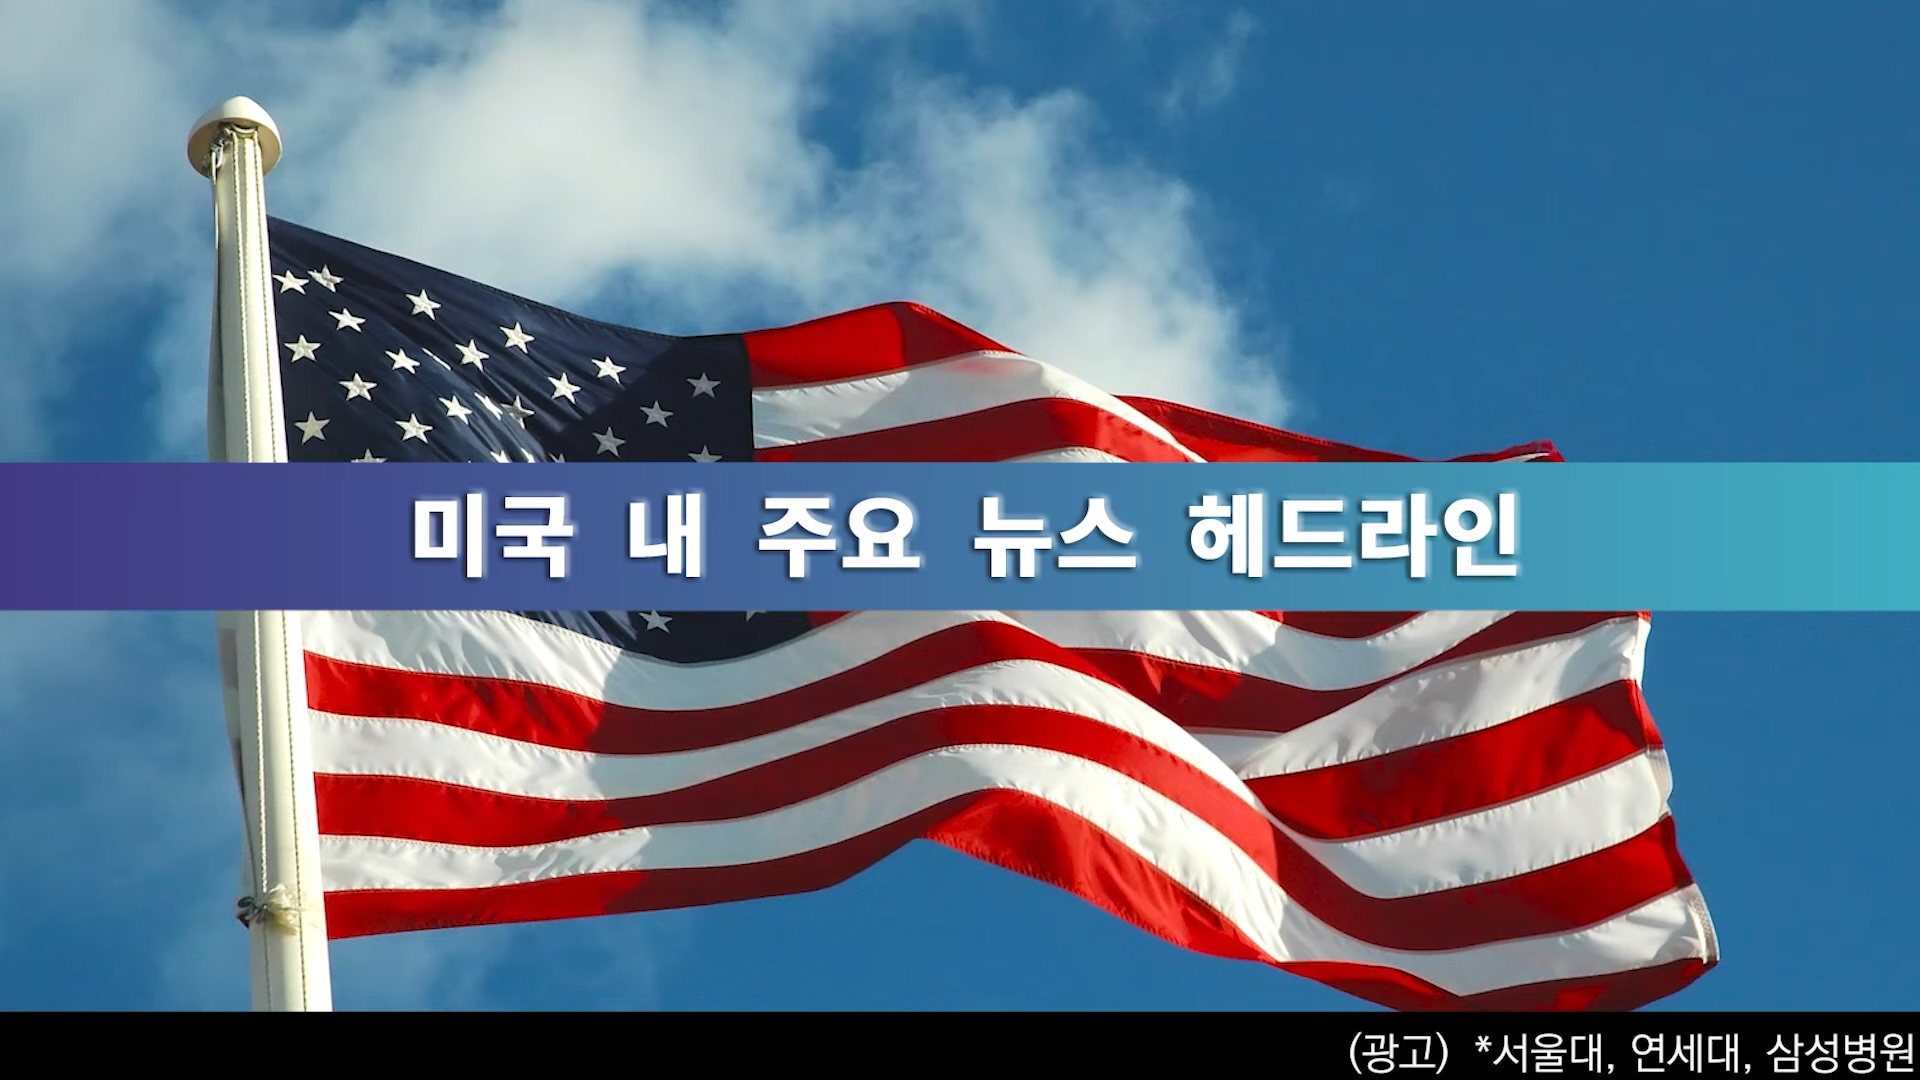 미국 내 주요 뉴스 헤드라인
(광고) *서울대, 연세대, 삼성병원